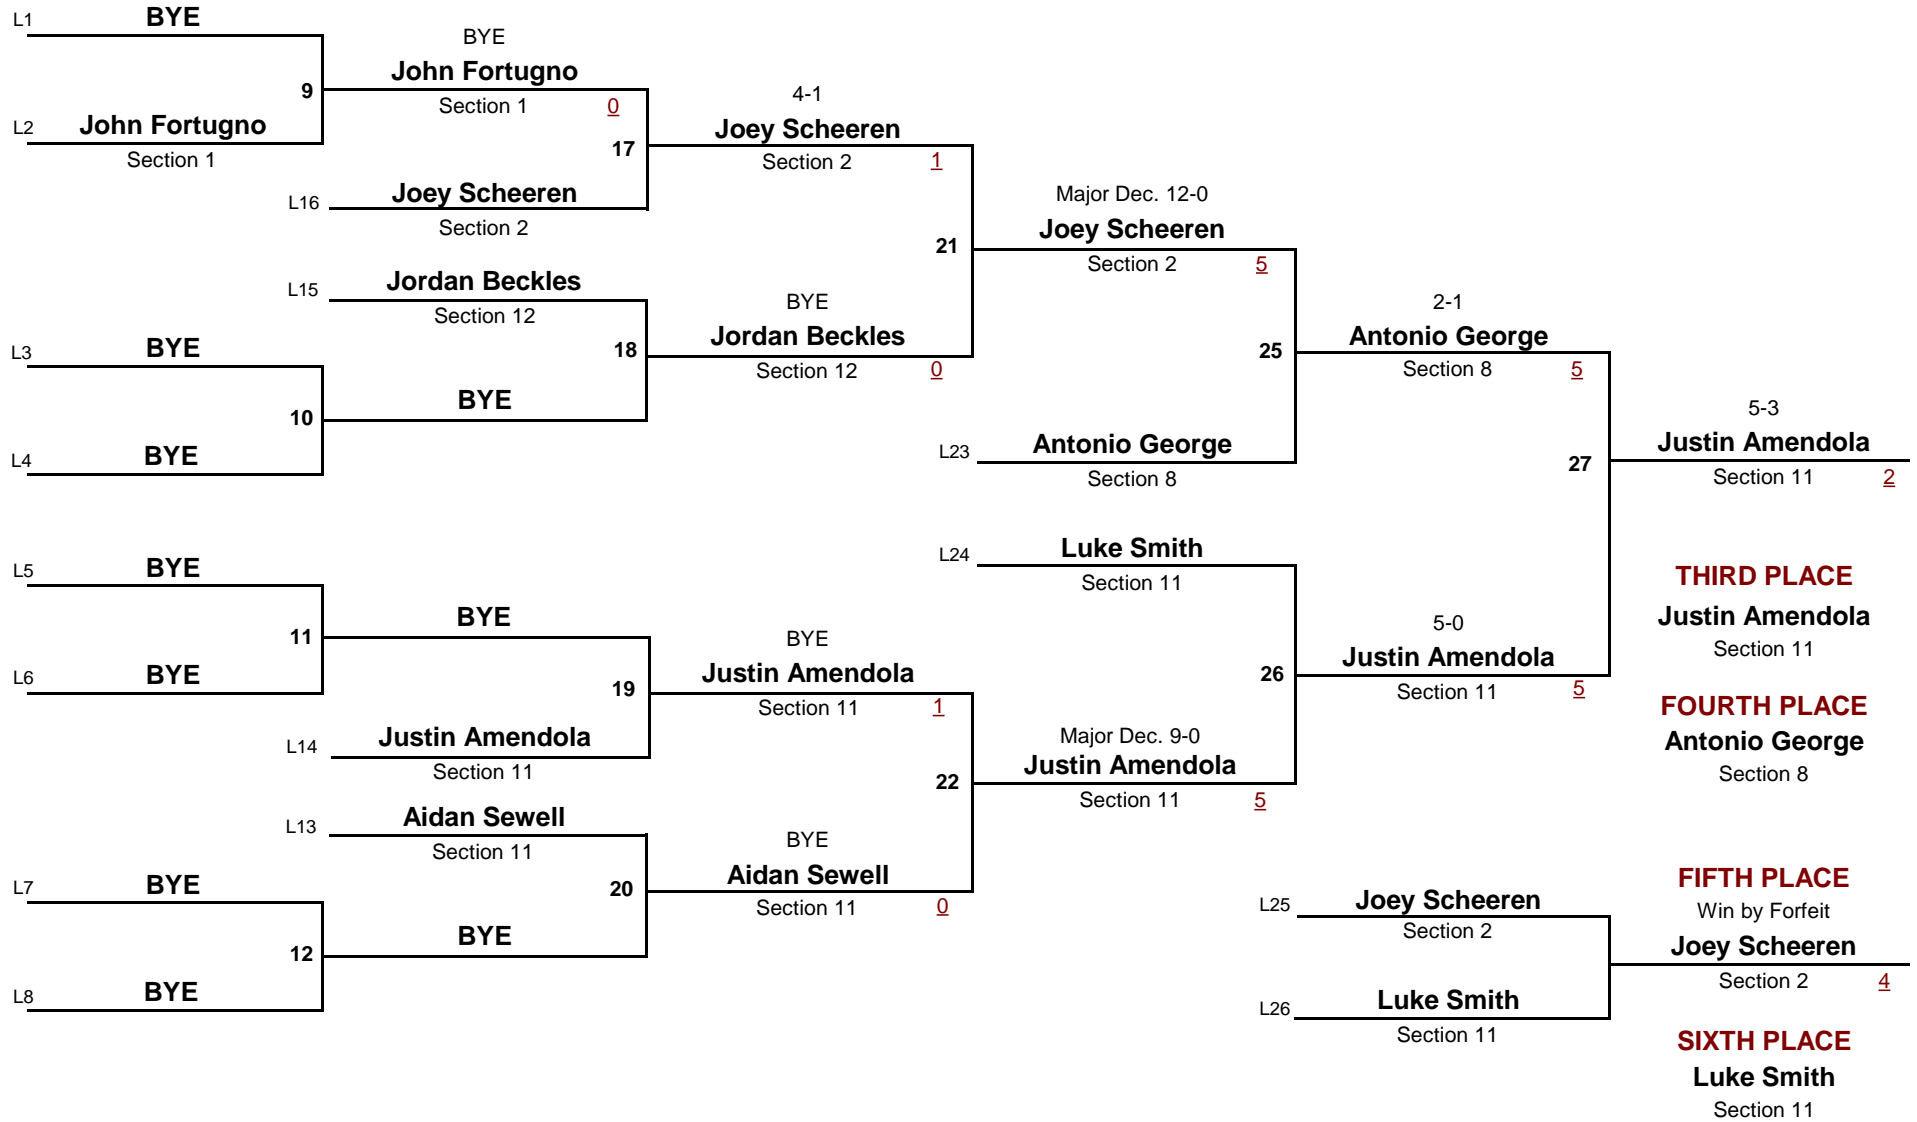 L1 BYE
9
L2 John Fortugno
Section 1
BYE
John Fortugno
Section 1 0
17
L16 Joey Scheeren
Section 2
L15 Jordan Beckles
Section 12
18
L3 BYE
10
L4 BYE
BYE
4-1
Joey Scheeren
Section 2 1
21
BYE
Jordan Beckles
Section 12 0
Major Dec. 12-0
Joey Scheeren
Section 2 5
25
L23 Antonio George
Section 8
2-1
Antonio George
Section 8 5
27
5-3
Justin Amendola
Section 11 2
L5 BYE
11
L6 BYE
BYE
19
L14 Justin Amendola
Section 11
L13 Aidan Sewell
Section 11
20
L7 BYE
12
L8 BYE
BYE
BYE
Justin Amendola
Section 11 1
22
BYE
Aidan Sewell
Section 11 0
L24 Luke Smith
Section 11
26
Major Dec. 9-0
Justin Amendola
Section 11 5
5-0
Justin Amendola
Section 11 5
THIRD PLACE
Justin Amendola
Section 11
FOURTH PLACE
Antonio George
Section 8
L25 Joey Scheeren
Section 2
L26 Luke Smith
Section 11
FIFTH PLACE
Win by Forfeit
Joey Scheeren
Section 2 4
SIXTH PLACE
Luke Smith
Section 11